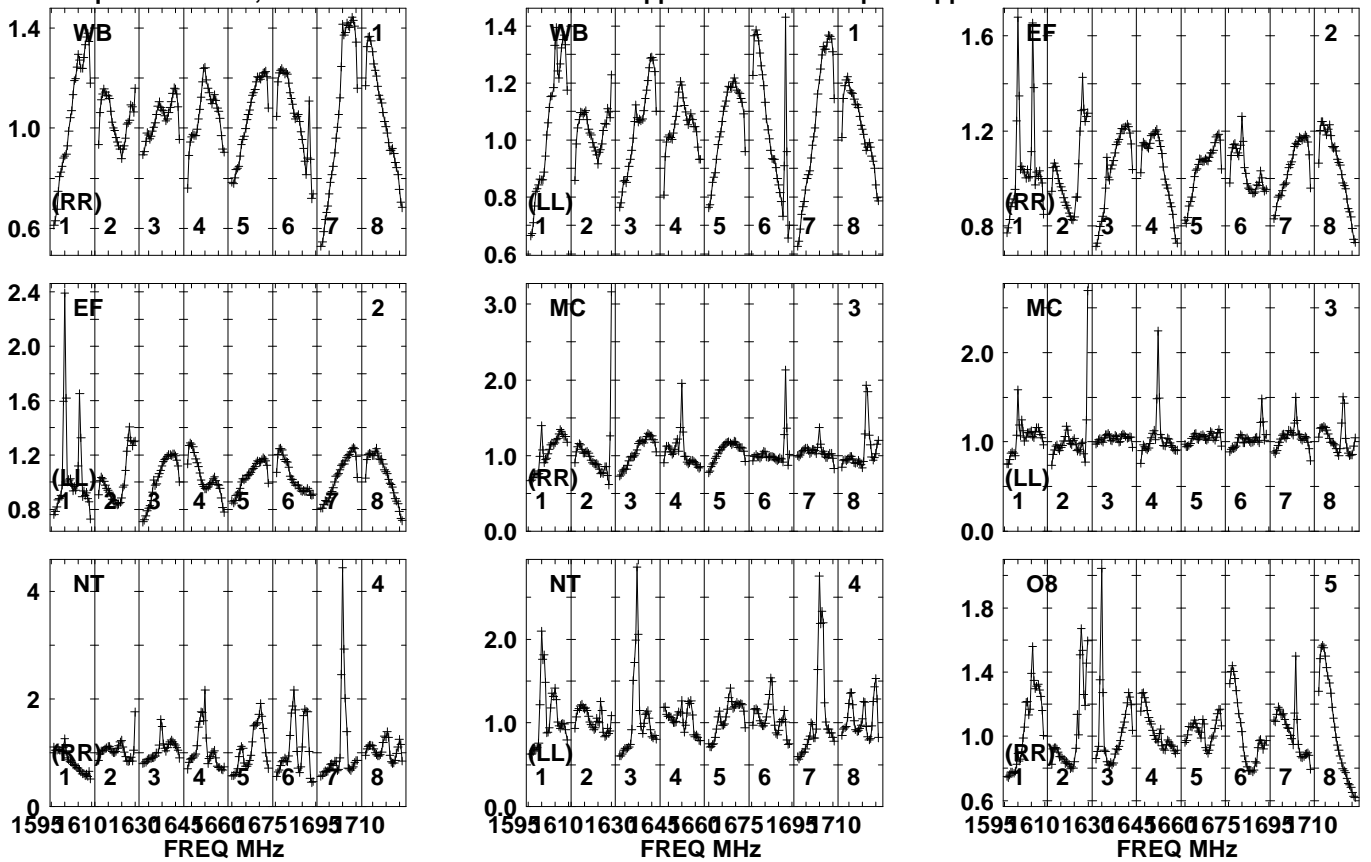 WB 1 WB 1 EF 2
1.4 1.4 1.6
1.2
1.0 1.0 1.2
0.8
(RR) (LL) (RR)
0.6 1 2 3 4 5 6 7 8 0.6 1 2 3 4 5 6 7 8 0.8 1 2 3 4 5 6 7 8
EF 2 MC 3 MC 3
2.4 3.0
2.0 2.0
1.6 2.0
1.2 1.0 1.0
(LL) (RR) (LL)
0.8 1 2 3 4 5 6 7 8 0.0 1 2 3 4 5 6 7 8 0.0 1 2 3 4 5 6 7 8
NT 4 NT 4 O8 5
4 2.0 1.8
2 1.0 1.4
1.0
(RR) (LL) (RR)
0 1 2 3 4 5 6 7 8 0.0 1 2 3 4 5 6 7 8 0.6 1 2 3 4 5 6 7 8
1595 1610 1630 1645 1660 1675 1695 1710 1595 1610 1630 1645 1660 1675 1695 1710 1595 1610 1630 1645 1660 1675 1695 1710
FREQ MHz FREQ MHz FREQ MHz